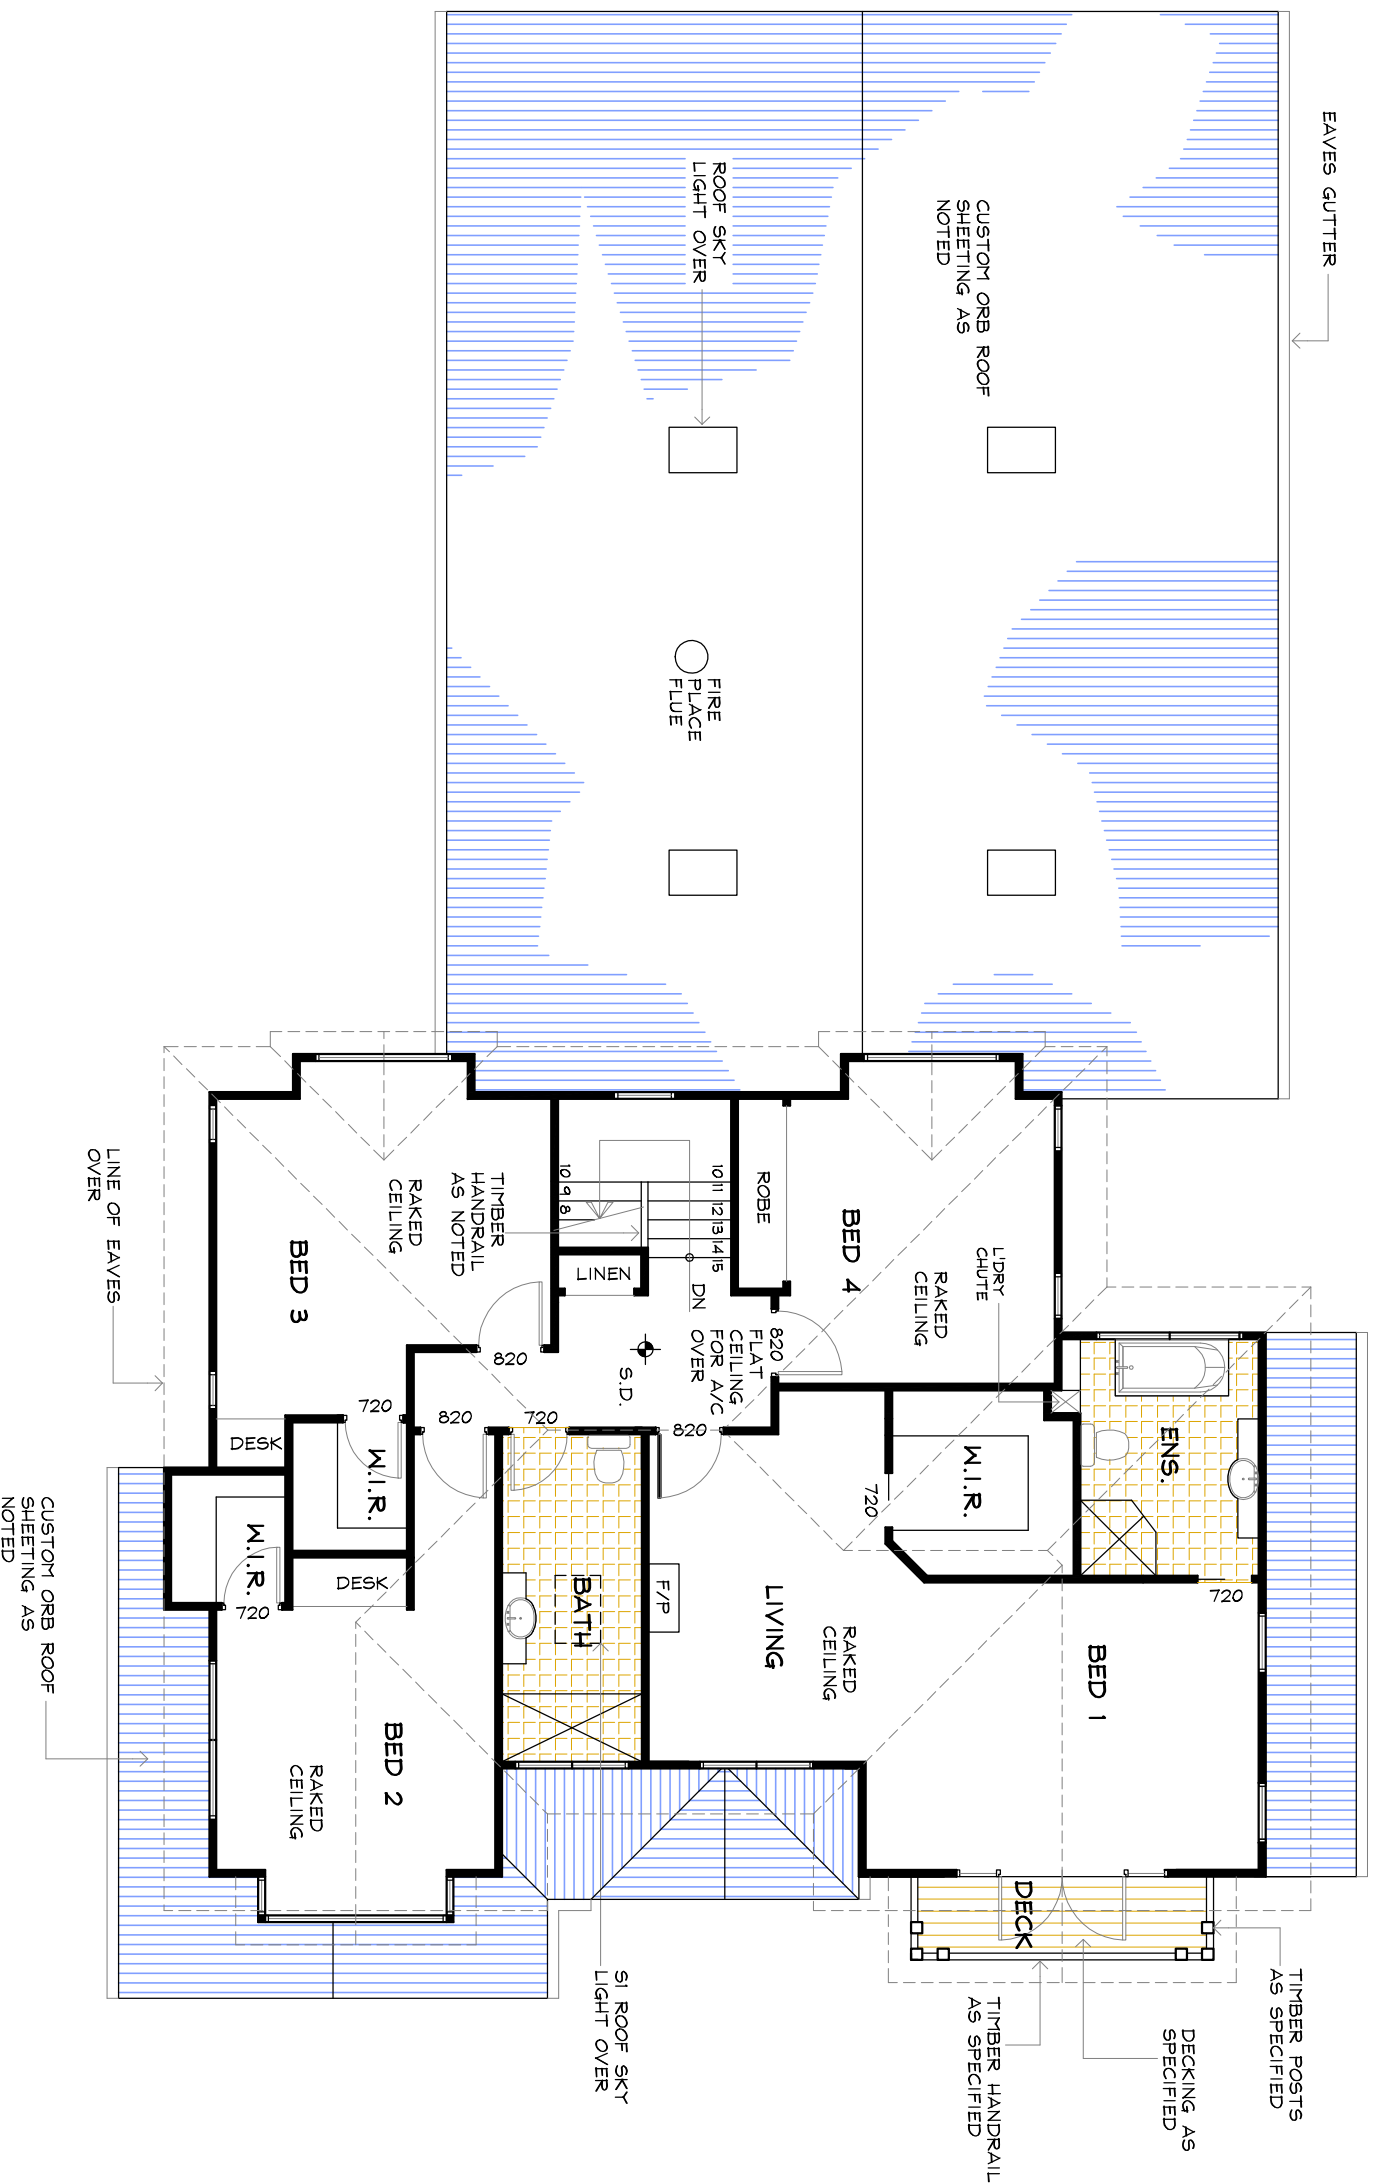 EAVES GUTTER
CUSTOM ORB ROOF
SHEETING AS
NOTED
ROOF SKY
LIGHT OVER
FIRE
PLACE
FLUE
LINE OF EAVES
OVER
RAKED
CEILING
BED 3
TIMBER
HANDRAIL
AS NOTED
10
9
8
10
11
12
13
14
15
ROBE
BED 4
RAKED
CEILING
L'DRY
CHUTE
LINEN
DN
FLAT
CEILING
FOR A/C
OVER
S.D.
820
820
820
720
820
720
DESK
W.I.R.
W.I.R.
720
DESK
BATH
F/P
LIVING
RAKED
CEILING
720
W.I.R.
ENS.
720
BED 1
BED 2
RAKED
CEILING
DECK
CUSTOM ORB ROOF
SHEETING AS
NOTED
S1 ROOF SKY
LIGHT OVER
TIMBER HANDRAIL
AS SPECIFIED
DECKING AS
SPECIFIED
TIMBER POSTS
AS SPECIFIED